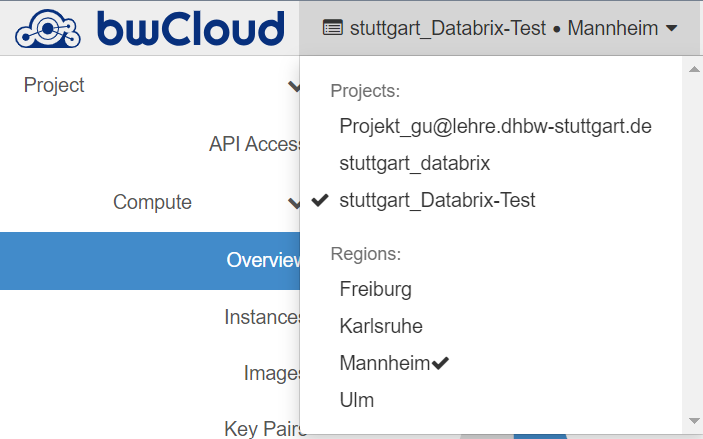 bwCloud
stuttgart_Databrix-Test • Mannheim
Project
API Access
Compute
Overview
Instances
Images
Key Pairs
Projects:
Projekt_gu@lehre.dhbw-stuttgart.de
stuttgart_databrix
stuttgart_Databrix-Test
Regions:
Freiburg
Karlsruhe
Mannheim
Ulm